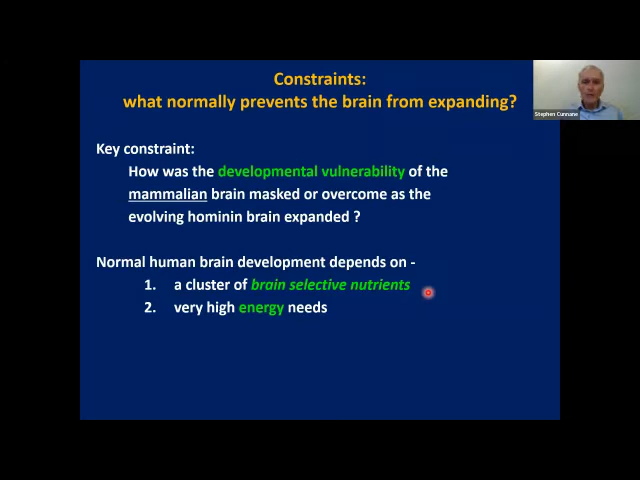 Constraints:
what normally prevents the brain from expanding?
Stephen Cunnane
Key constraint:
How was the developmental vulnerability of the
mammalian brain masked or overcome as the
evolving hominin brain expanded ?
Normal human brain development depends on -
1. a cluster of brain selective nutrients
2. very high energy needs